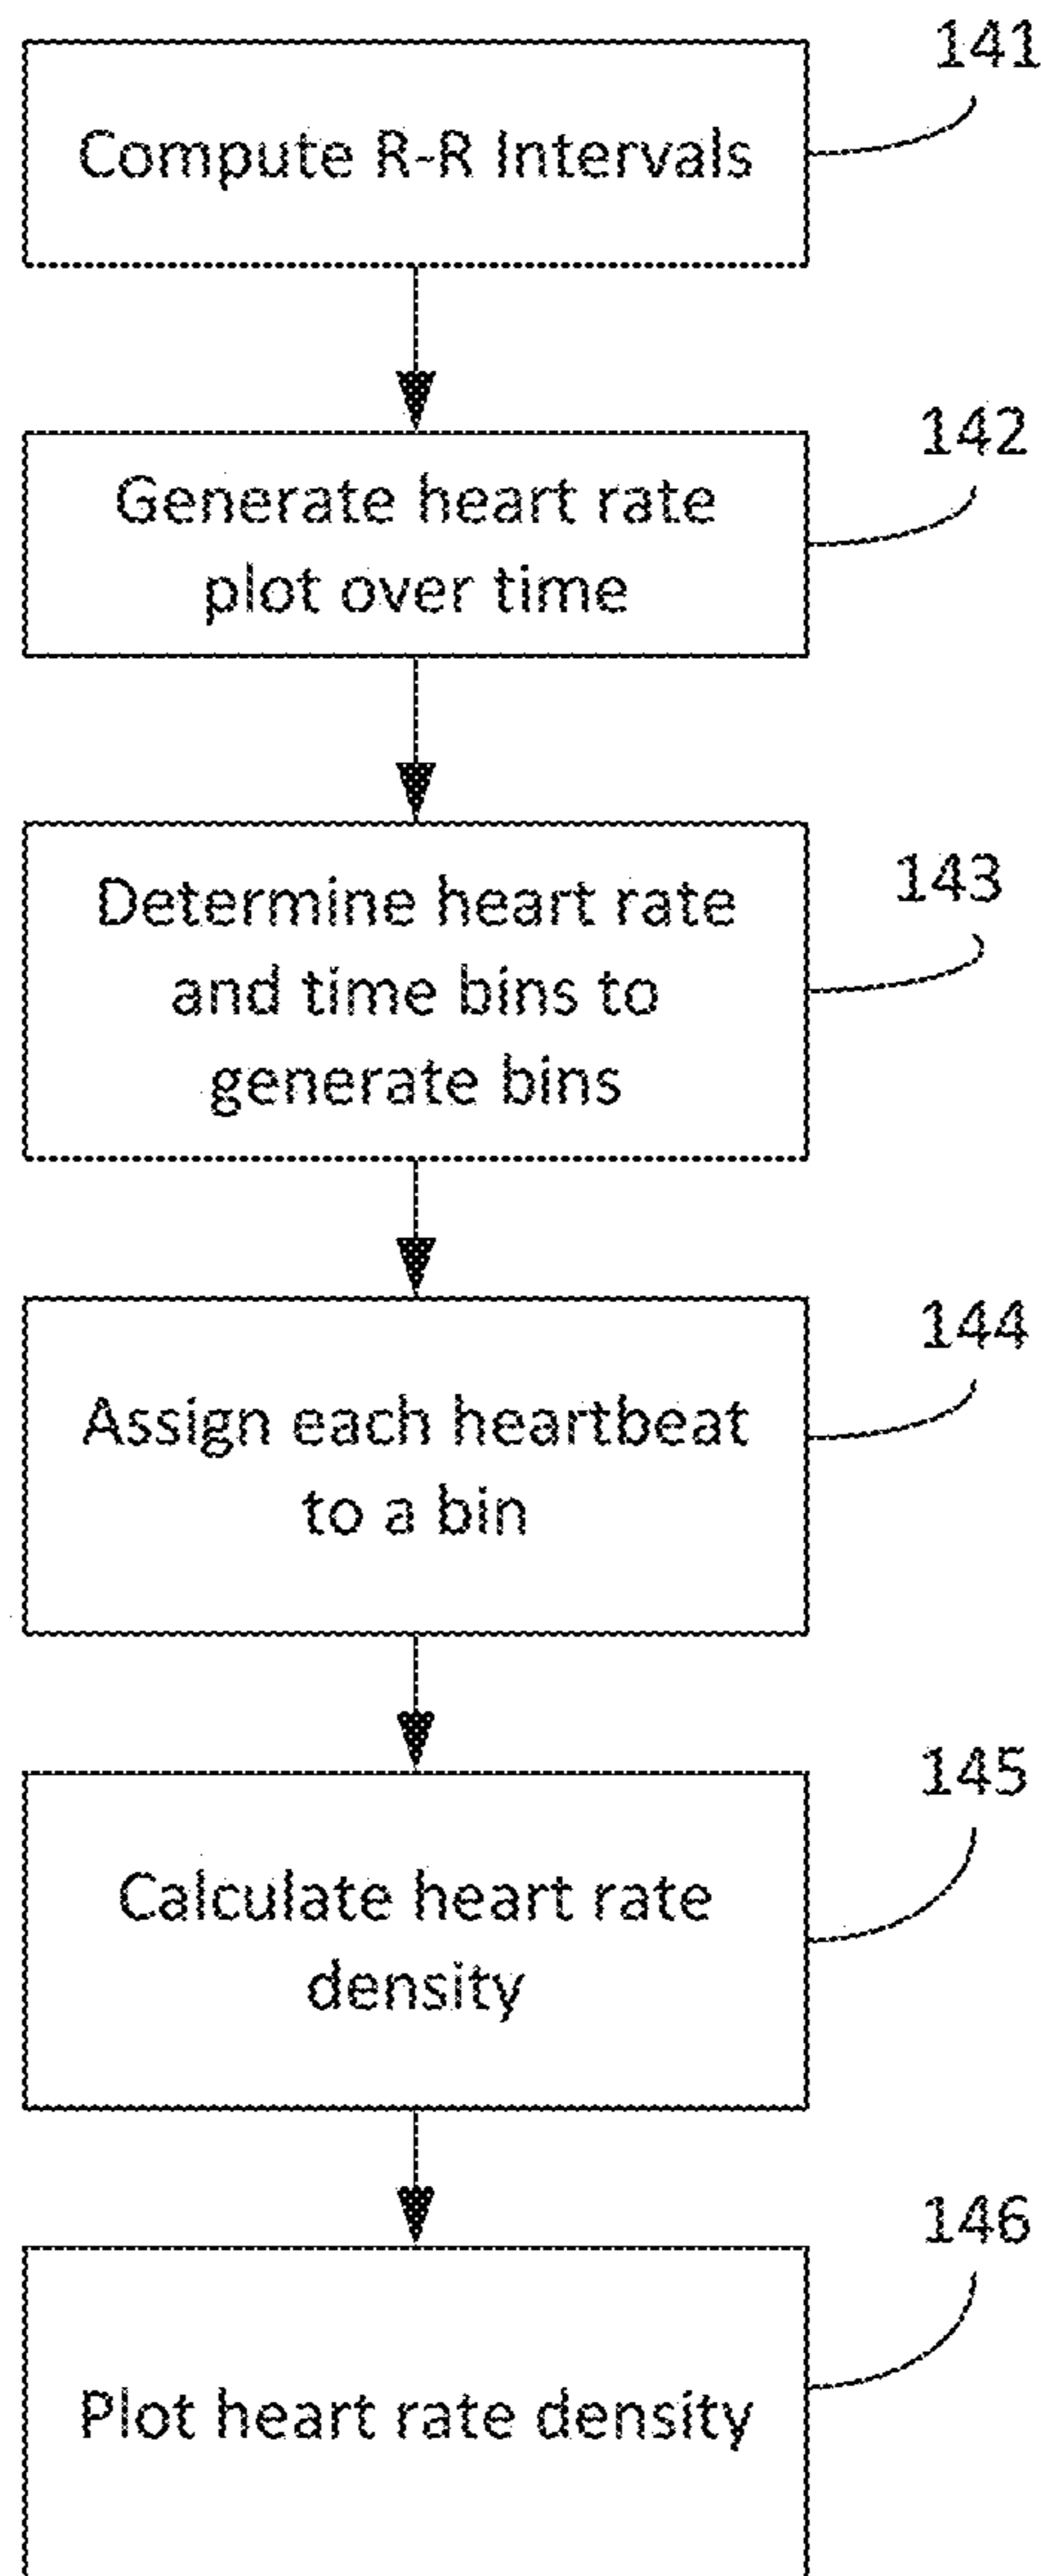 141
Compute R-R Intervals
142
Generate heart rate
plot over time
143
Determine heart rate
and time bins to
generate bins
144
Assign each heartbeat
to a bin
145
Calculate heart rate
density
146
Plot heart rate density